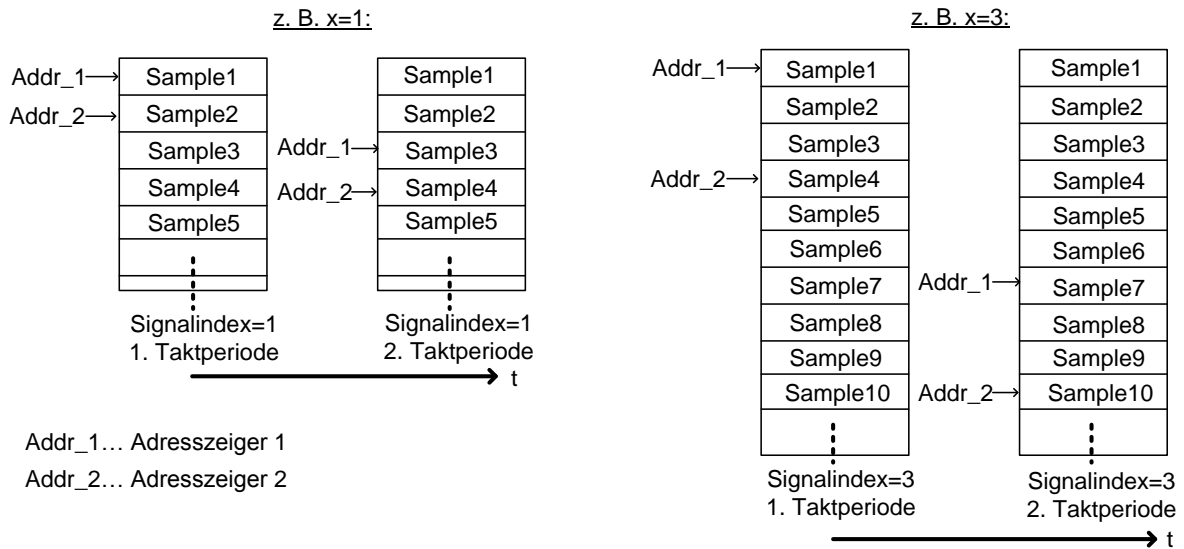 z. B. x=1:
Addr_1
Addr_2
Sample1
Sample2
Sample3
Sample4
Sample5
Signalindex=1
1. Taktperiode
Addr_1
Addr_2
Sample1
Sample2
Sample3
Sample4
Sample5
Signalindex=1
2. Taktperiode
t
Addr_1… Adresszeiger 1
Addr_2… Adresszeiger 2
z. B. x=3:
Addr_1
Addr_2
Sample1
Sample2
Sample3
Sample4
Sample5
Sample6
Sample7
Sample8
Sample9
Sample10
Signalindex=3
1. Taktperiode
Addr_1
Addr_2
Sample1
Sample2
Sample3
Sample4
Sample5
Sample6
Sample7
Sample8
Sample9
Sample10
Signalindex=3
2. Taktperiode
t